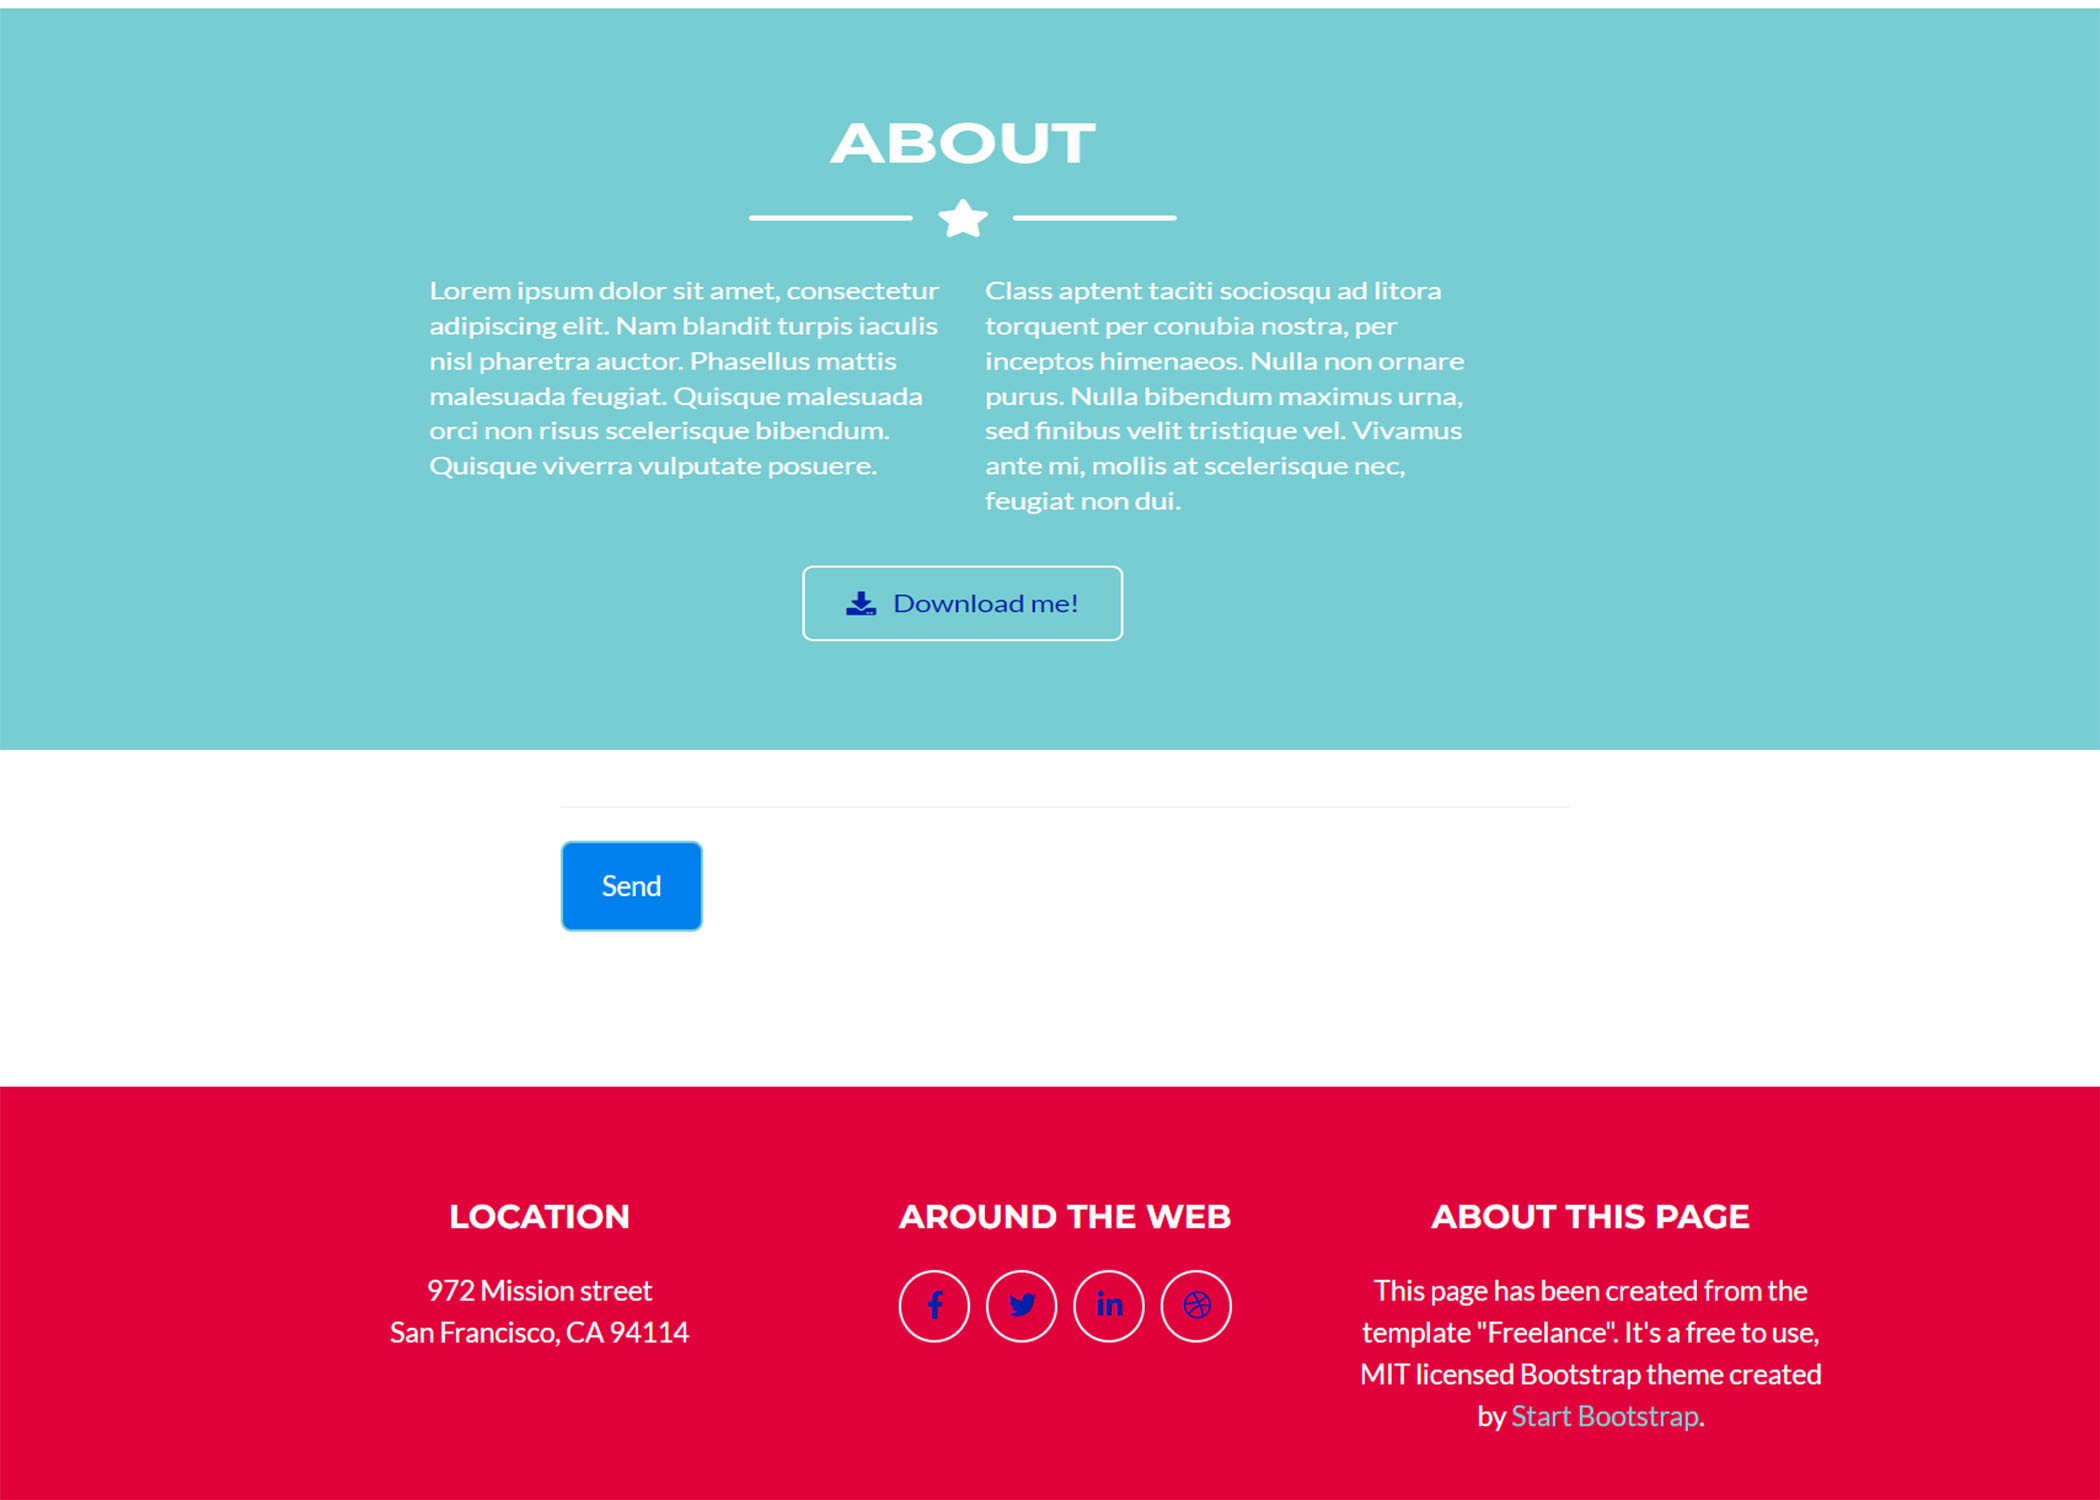 ABOUT
Lorem ipsum dolor sit amet, consectetur
adipiscing elit. Nam blandit turpis iaculis
nisl pharetra auctor. Phasellus mattis
malesuada feugiat. Quisque malesuada
orci non risus scelerisque bibendum.
Quisque viverra vulputate posuere.
Class aptent taciti sociosqu ad litora
torquent per conubia nostra, per
inceptos himenaeos. Nulla non ornare
purus. Nulla bibendum maximus urna,
sed finibus velit tristique vel. Vivamus
ante mi, mollis at scelerisque nec,
feugiat non dui.
Download me!
Send
LOCATION
972 Mission street
San Francisco, CA 94114
AROUND THE WEB
ABOUT THIS PAGE
This page has been created from the
template "Freelance". It's a free to use,
MIT licensed Bootstrap theme created
by Start Bootstrap.